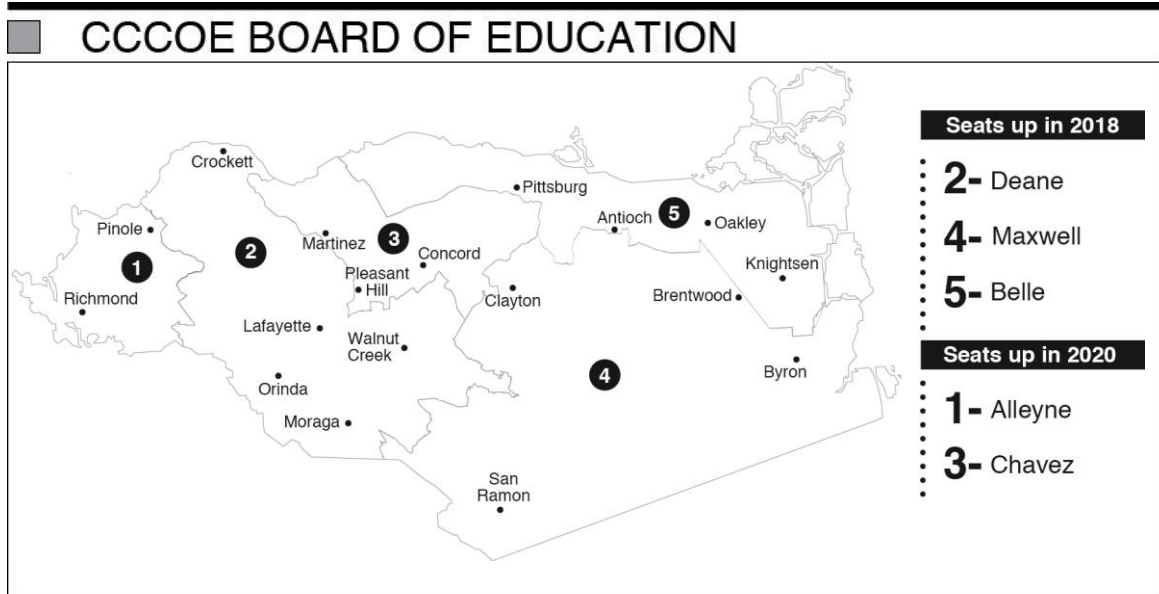 CCCOE BOARD OF EDUCATION
Crockett
Pittsburg
Pinole
2
Martinez
3
Antioch
5
Oakley
1
Concord
Pleasant
Hill
Knightsen
Richmond
Clayton
Brentwood
Lafayette
Walnut
Creek
4
Byron
Orinda
Moraga
San
Ramon
Seats up in 2018
2- Deane
4- Maxwell
5- Belle
Seats up in 2020
1- Alleyne
3- Chavez